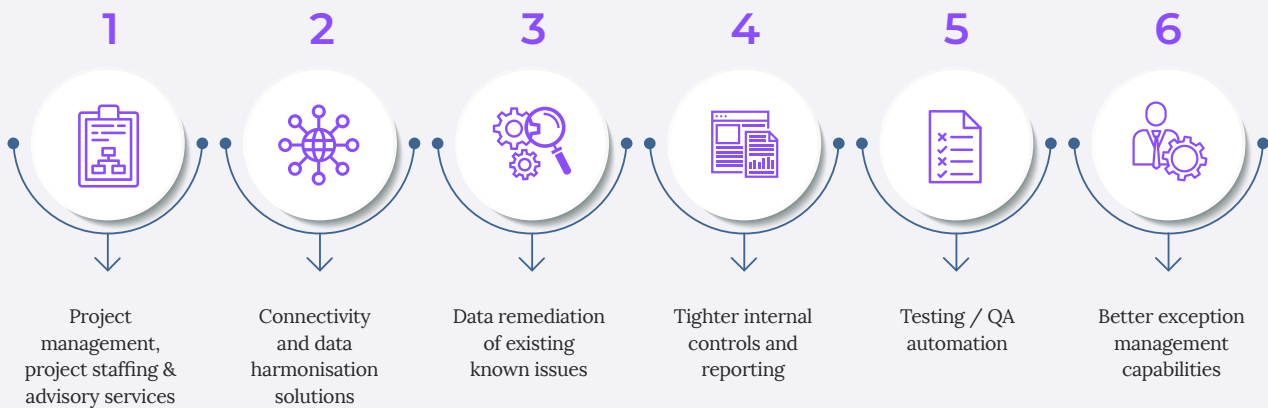 1
2
3
4
5
6
Project
management,
project staffing &
advisory services
Connectivity
and data
harmonisation
solutions
Data remediation
of existing
known issues
Tighter internal
controls and
reporting
Testing / QA
automation
Better exception
management
capabilities